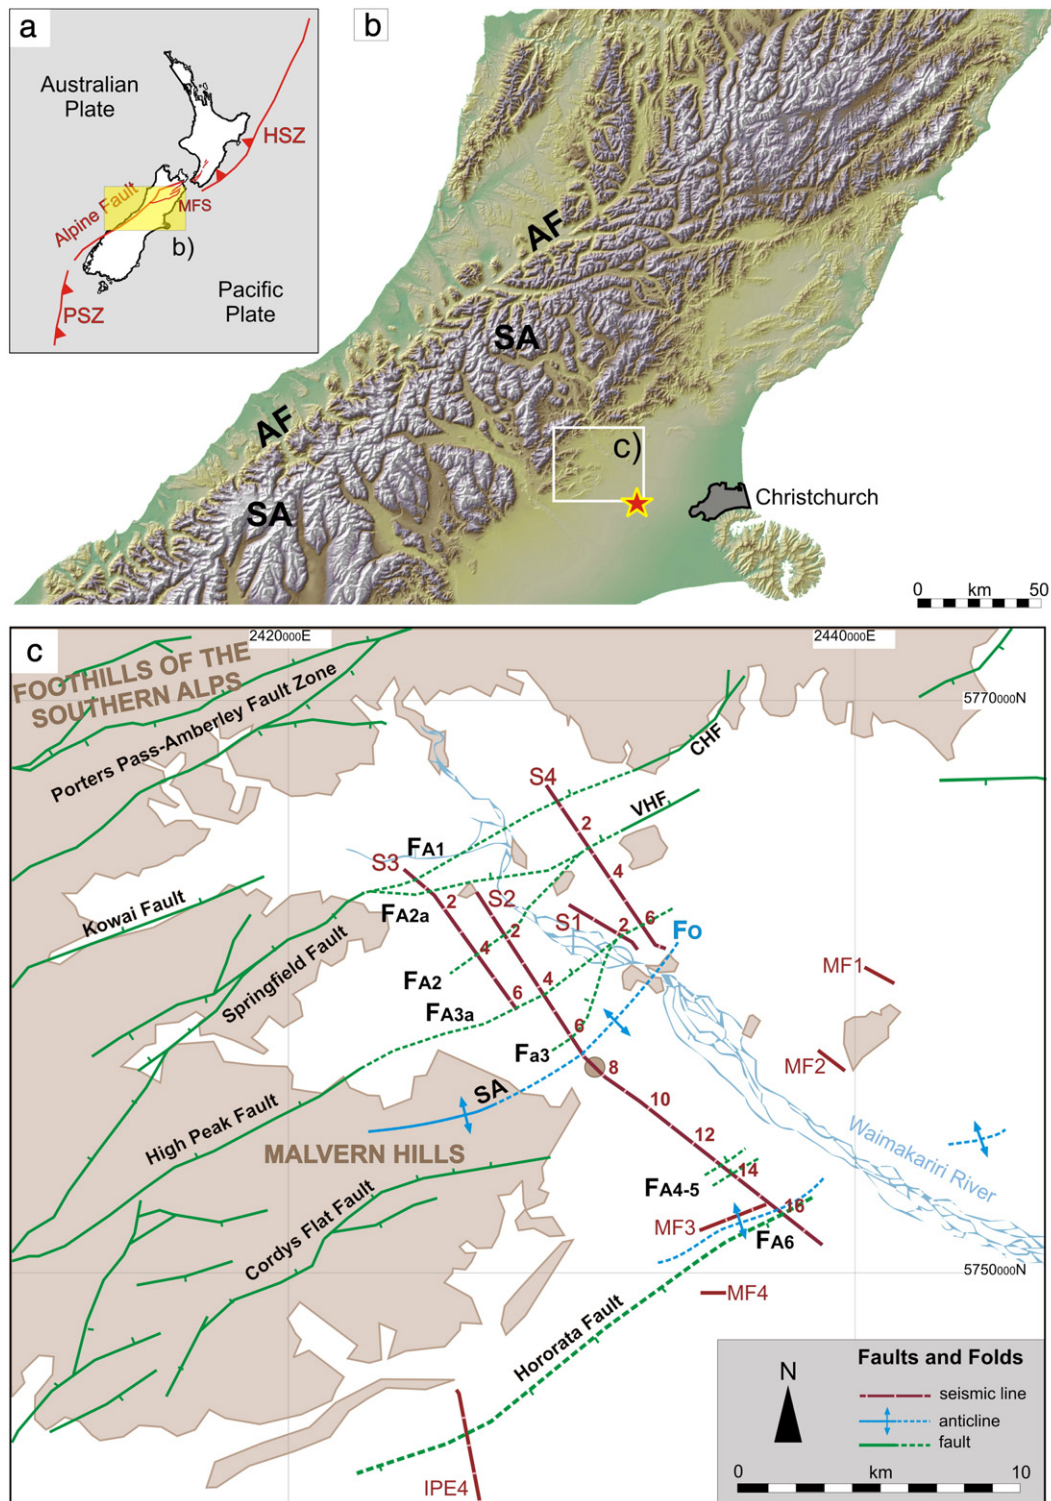 a
Australian
Plate
HSZ
Alpine Fault
MFS
b)
Pacific
Plate
PSZ
b
AF
SA
AF
SA
c)
Christchurch
0 km 50
c
2420000E
2440000E
FOOTHILLS OF THE
SOUTHERN ALPS
Porters Pass-Amberley Fault Zone
5770000N
CHF
S4
VHF
2
FA1
S3
4
2
S2
FA2a
Kowai Fault
S1
2
6
Fo
Springfield Fault
4
2
MF1
FA2
4
6
FA3a
6
Fa3
MF2
8
SA
10
High Peak Fault
12
Waimakariri River
MALVERN HILLS
14
FA4-5
16
MF3
FA6
Cordys Flat Fault
5750000N
MF4
Hororata Fault
IPE4
N
Faults and Folds
seismic line
anticline
fault
0 km 10